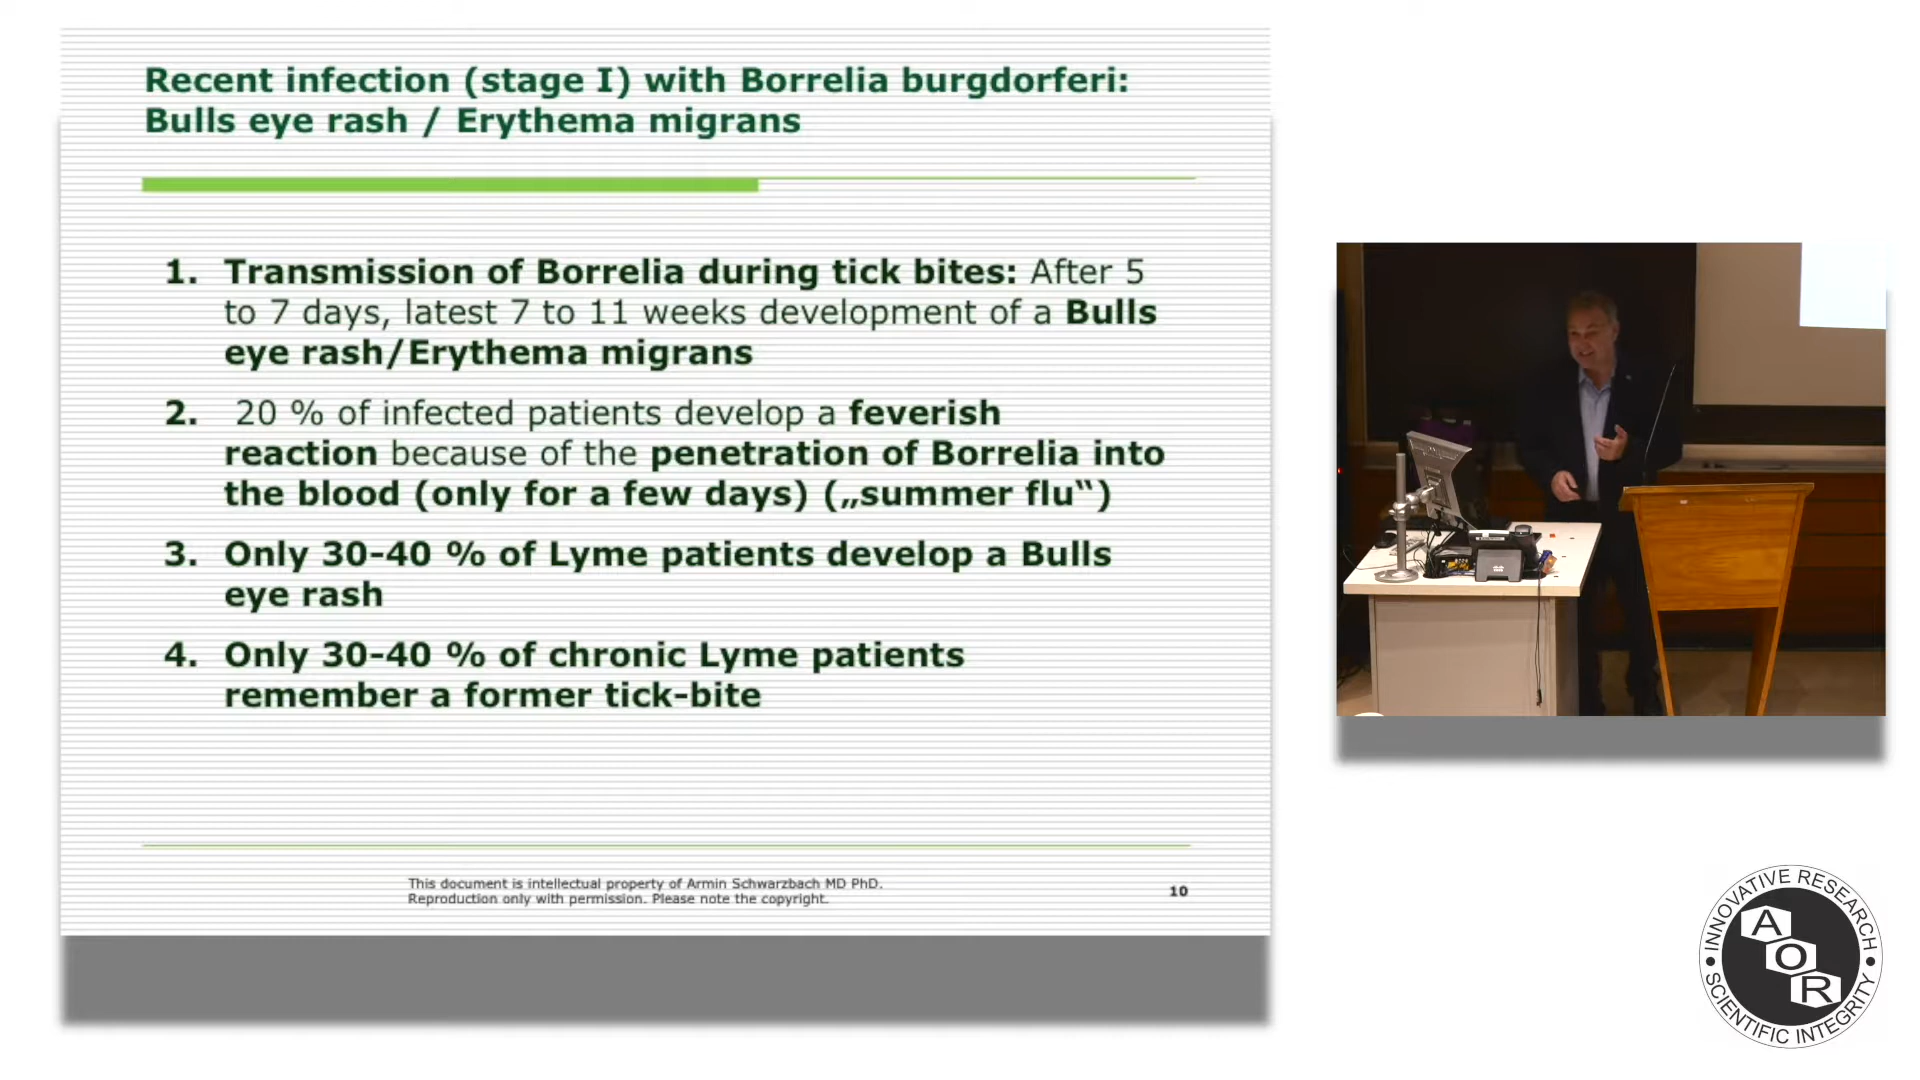 Recent infection (stage I) with Borrelia burgdorferi:
Bulls eye rash / Erythema migrans
1. Transmission of Borrelia during tick bites: After 5
to 7 days, latest 7 to 11 weeks development of a Bulls
eye rash/Erythema migrans
2. 20 % of infected patients develop a feverish
reaction because of the penetration of Borrelia into
the blood (only for a few days) („summer flu“)
3. Only 30-40 % of Lyme patients develop a Bulls
eye rash
4. Only 30-40 % of chronic Lyme patients
remember a former tick-bite
This document is intellectual property of Armin Schwarzbach MD PhD.
Reproduction only with permission. Please note the copyright.
10
INNOVATIVE RESEARCH
AOR
SCIENTIFIC INTEGRITY